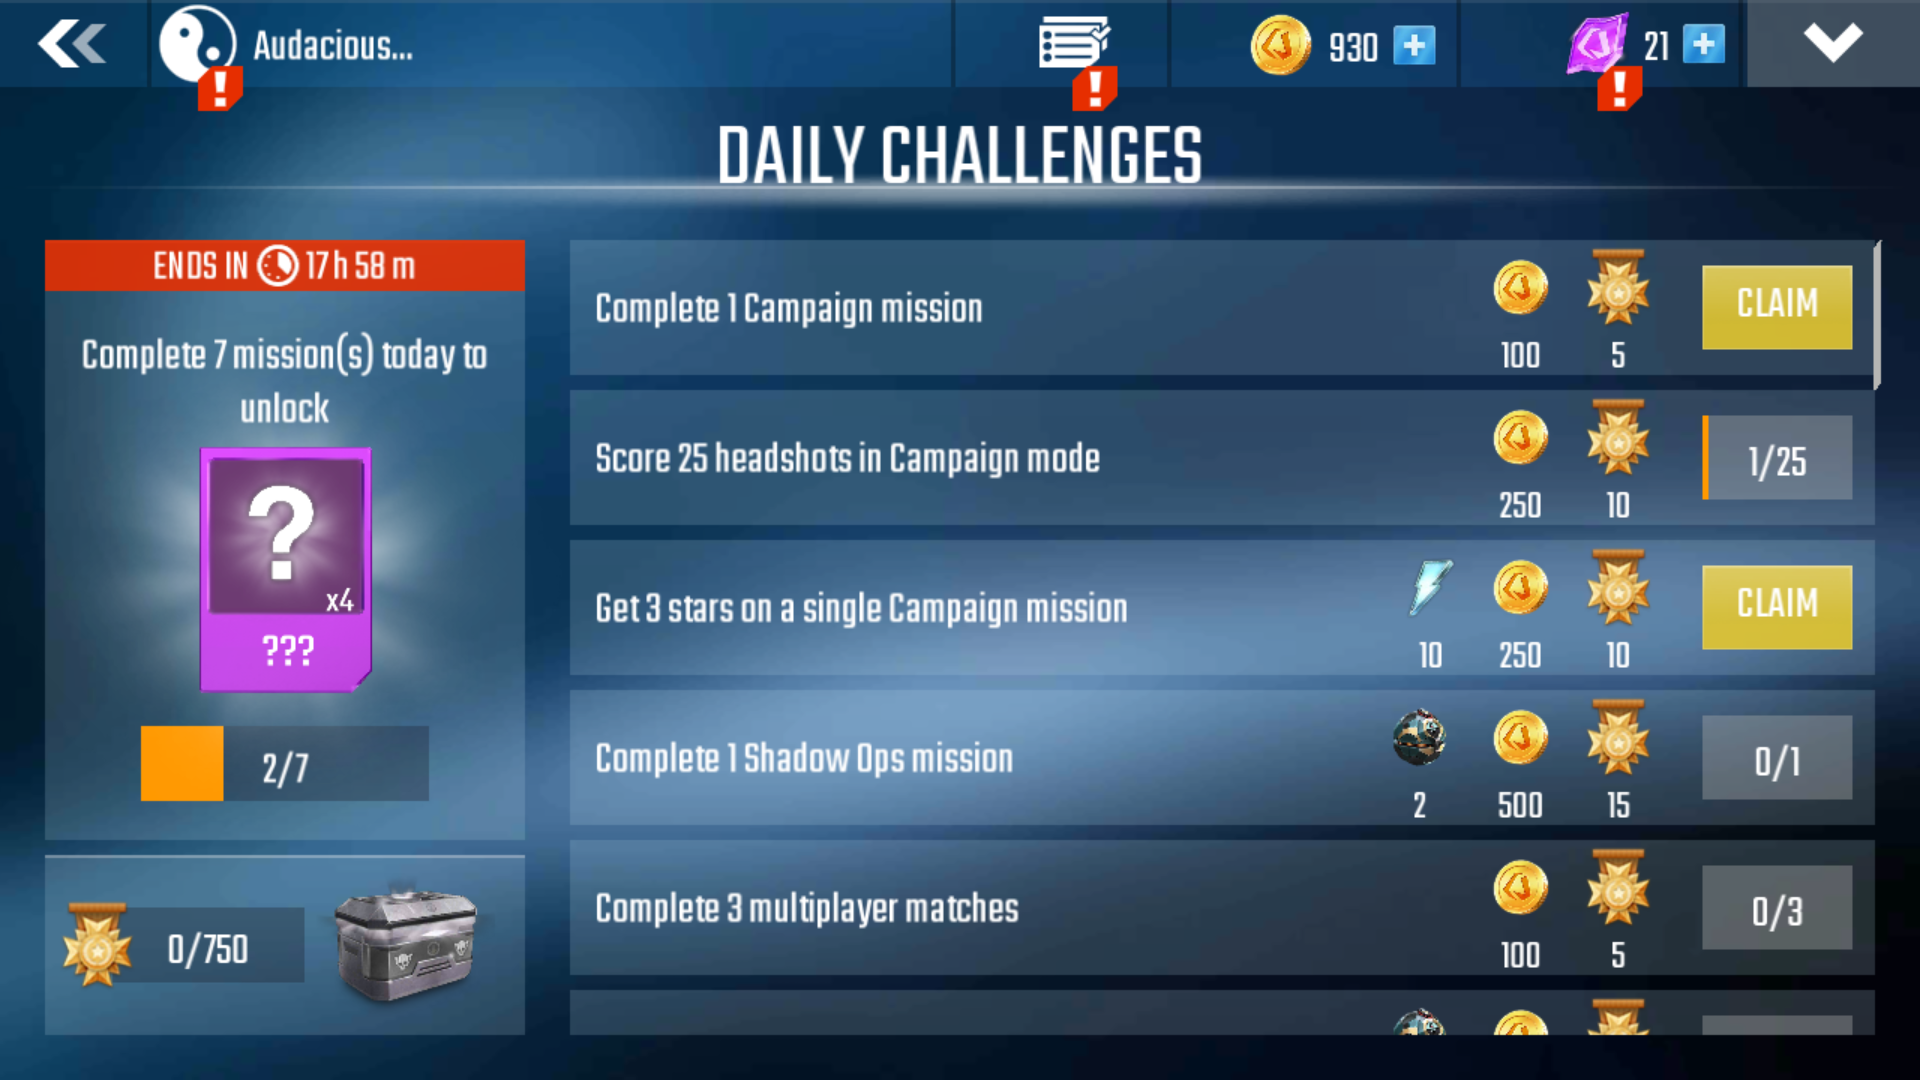 Audacious...
!
!
930
+
21
+
!
DAILY CHALLENGES
ENDS IN 17 h 58 m
Complete 7 mission(s) today to
unlock
?
x4
???
2/7
0/750
Complete 1 Campaign mission
100
5
CLAIM
Score 25 headshots in Campaign mode
250
10
1/25
Get 3 stars on a single Campaign mission
10
250
10
CLAIM
Complete 1 Shadow Ops mission
2
500
15
0/1
Complete 3 multiplayer matches
100
5
0/3